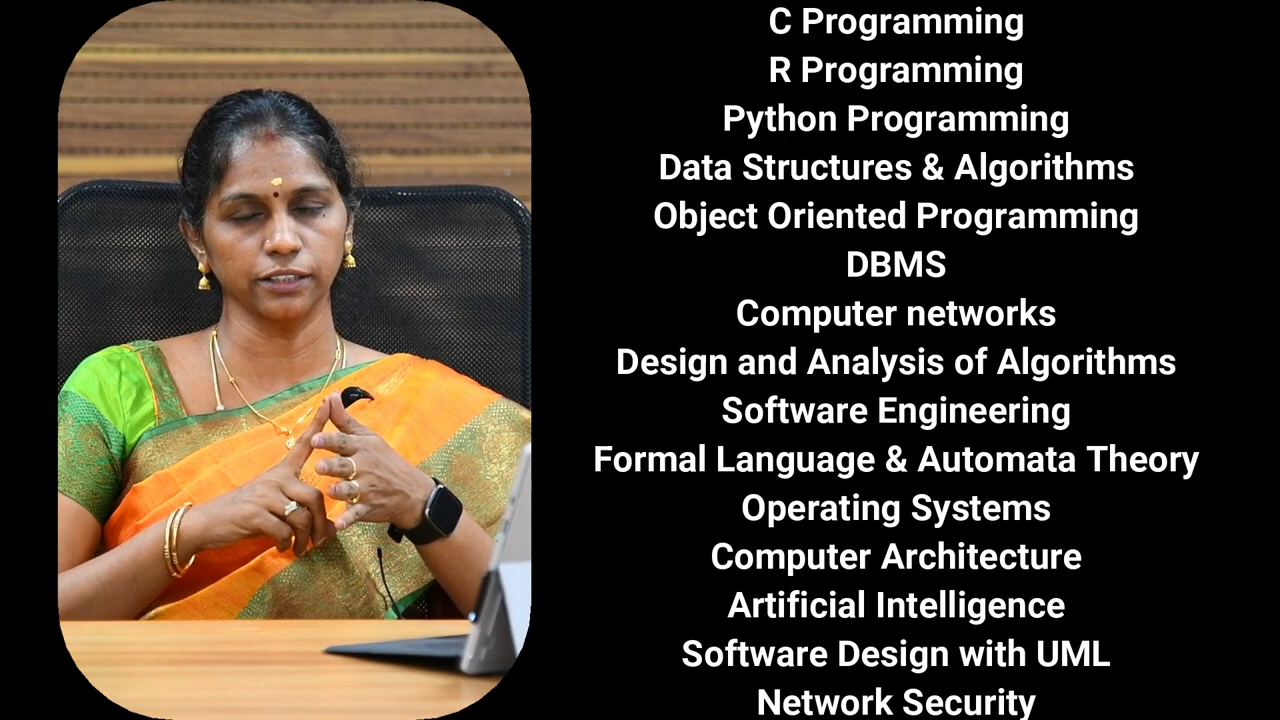 C Programming
R Programming
Python Programming
Data Structures & Algorithms
Object Oriented Programming
DBMS
Computer networks
Design and Analysis of Algorithms
Software Engineering
Formal Language & Automata Theory
Operating Systems
Computer Architecture
Artificial Intelligence
Software Design with UML
Network Security